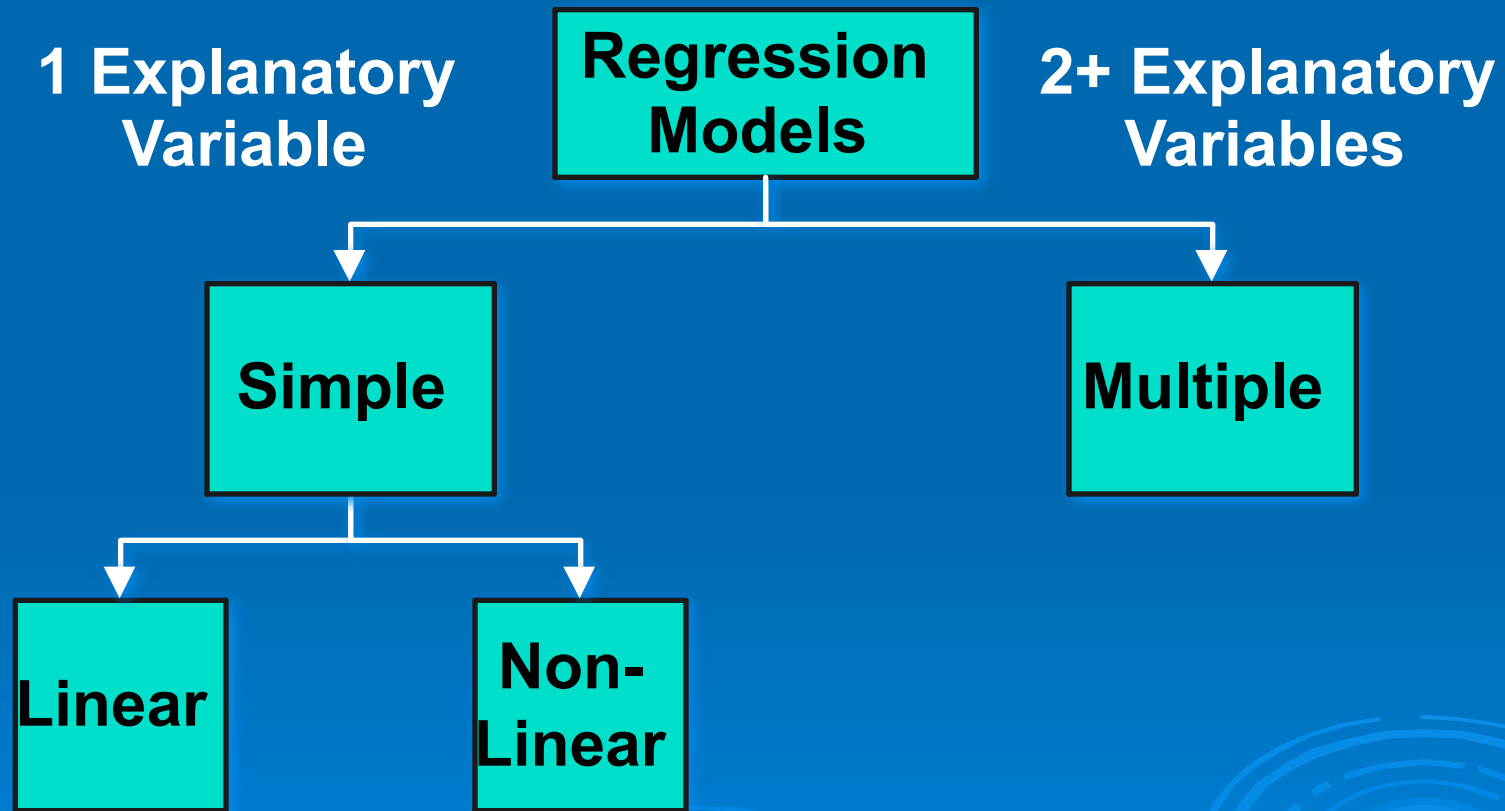 1 Explanatory
Variable
Regression
Models
2+ Explanatory
Variables
Simple
Multiple
Linear
Non-
Linear